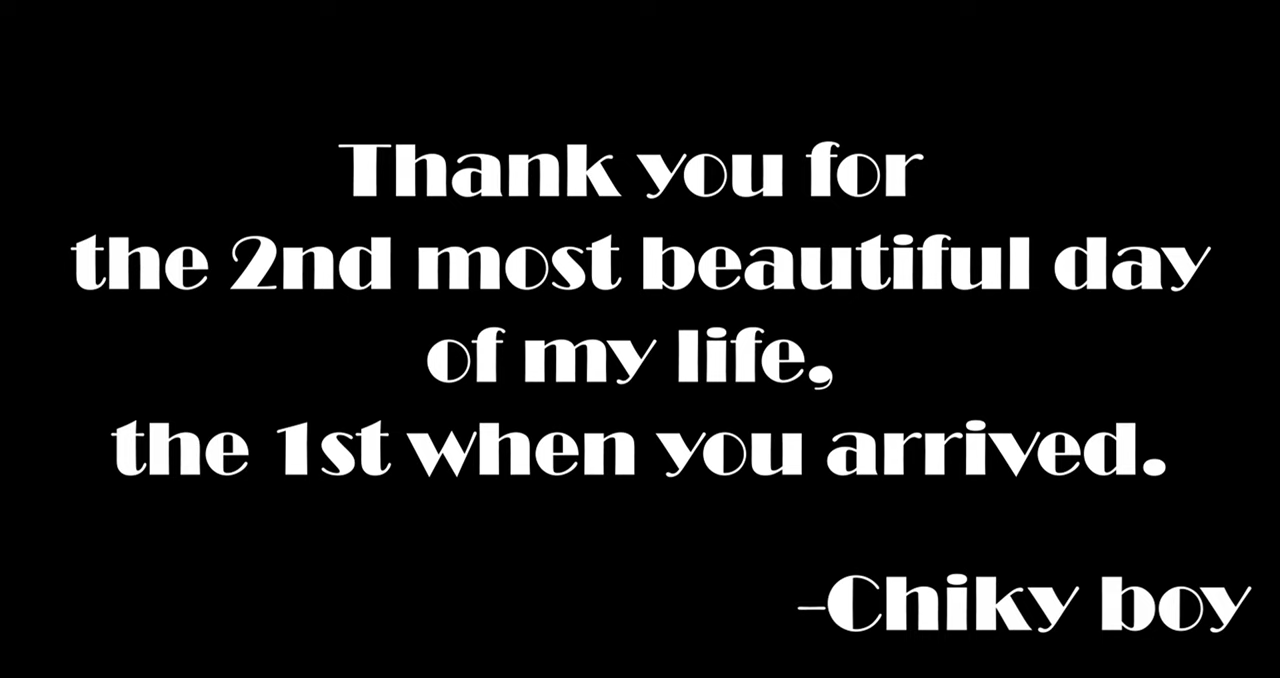 Thank you for
the 2nd most beautiful day
of my life,
the 1st when you arrived.
-Chiky boy